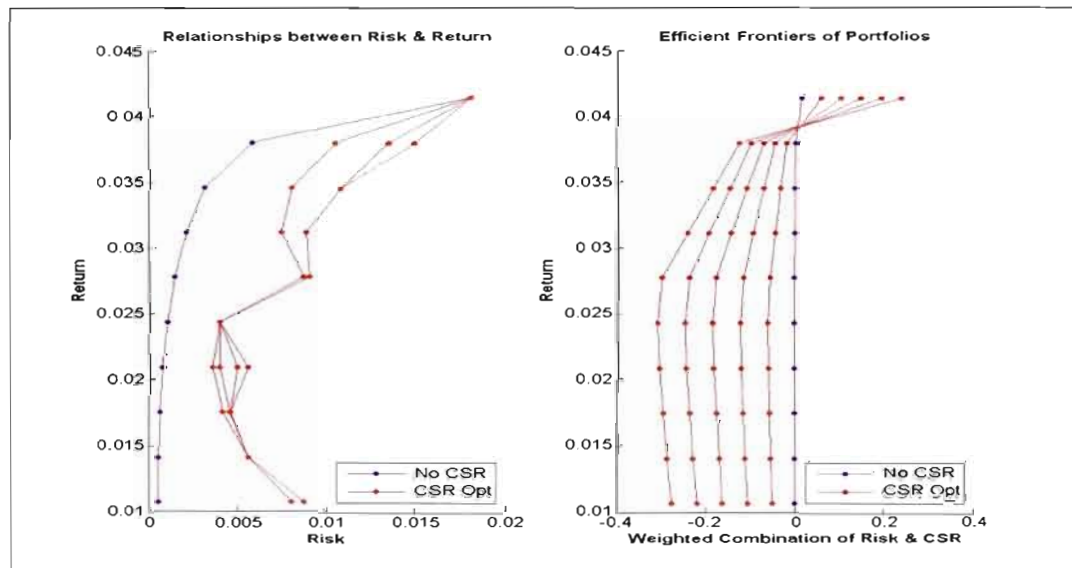 Relationships between Risk & Return
0.045
0.04
0.035
0.03
0.025
0.02
0.015
0.01
Return
0
0.005
0.01
0.015
0.02
Risk
No CSR
CSR Opt
Efficient Frontiers of Portfolios
0.045
0.04
0.035
0.03
0.025
0.02
0.015
0.01
Return
-0.4
-0.2
0
0.2
0.4
Weighted Combination of Risk & CSR
No CSR
CSR Opt